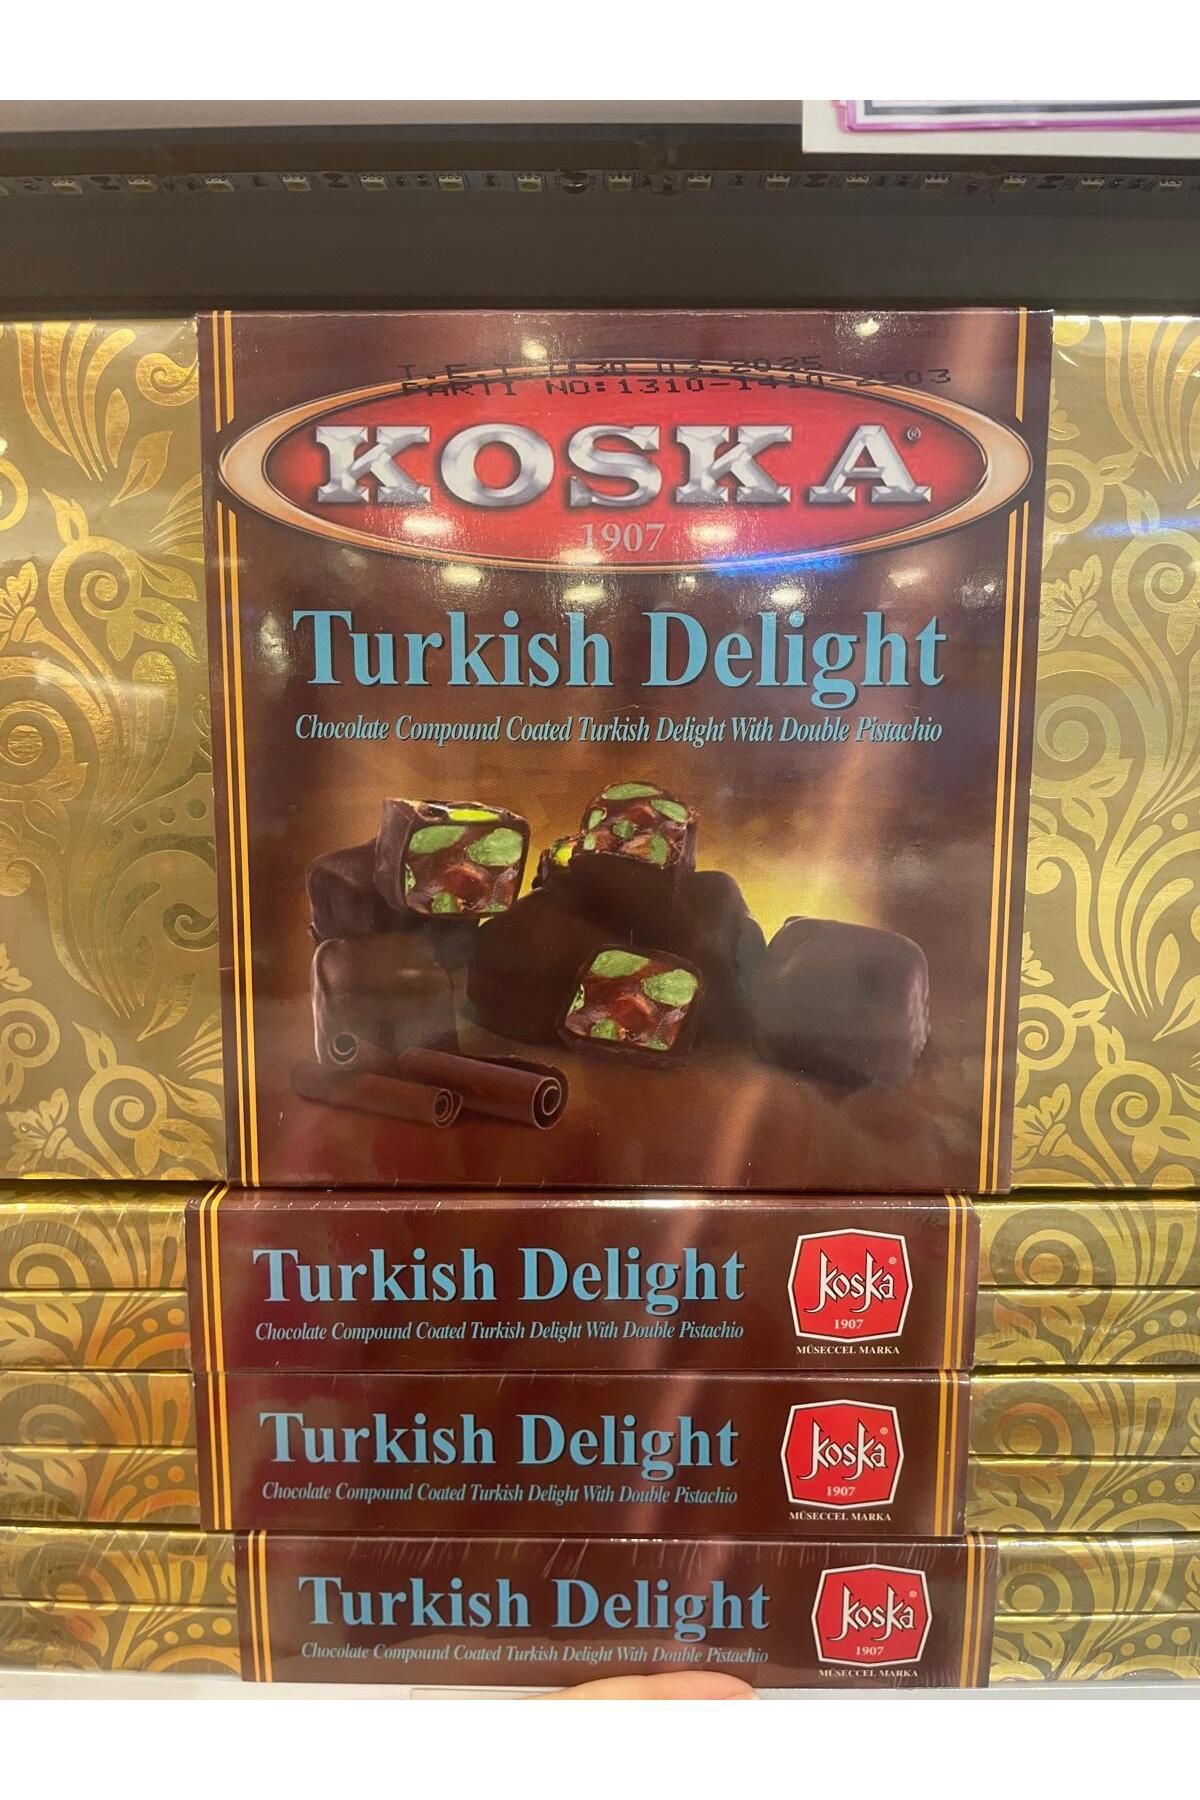 30.03.2025
PARTI NO:1310-1410-2503
KOSKA®
1907
Turkish Delight
Chocolate Compound Coated Turkish Delight With Double Pistachio
Turkish Delight
Chocolate Compound Coated Turkish Delight With Double Pistachio
koska®
1907
MÜSECCEL MARKA
Turkish Delight
Chocolate Compound Coated Turkish Delight With Double Pistachio
koska®
1907
MÜSECCEL MARKA
Turkish Delight
Chocolate Compound Coated Turkish Delight With Double Pistachio
koska®
1907
MÜSECCEL MARKA